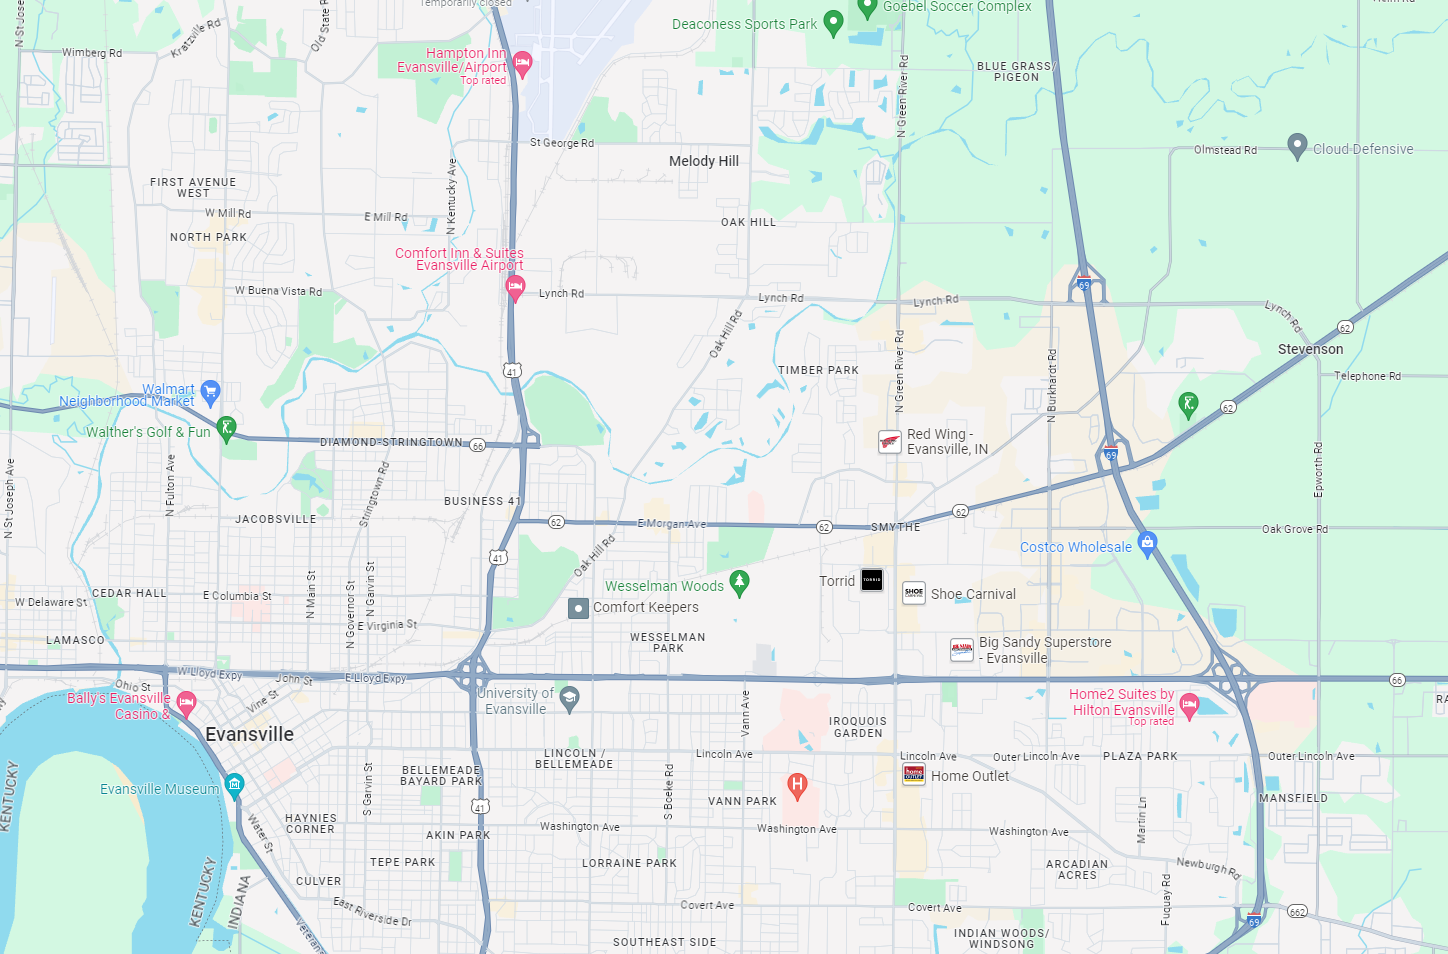 Temporarily closed
Goebel Soccer Complex
Deaconess Sports Park
N St Jose
Kratzville Rd
Old State R
Wimberg Rd
Hampton Inn
Evansville/Airport
Top rated
BLUE GRASS/
PIGEON
N Green River Rd
St George Rd
Melody Hill
Olmstead Rd
Cloud Defensive
FIRST AVENUE
WEST
N Kentucky Ave
W Mill Rd
E Mill Rd
OAK HILL
NORTH PARK
Comfort Inn & Suites
Evansville Airport
69
W Buena Vista Rd
Lynch Rd
Lynch Rd
Lynch Rd
Lynch Rd
62
Oak Hill Rd
Stevenson
N Green River Rd
N Burkhardt Rd
41
TIMBER PARK
Telephone Rd
Walmart
Neighborhood Market
62
Walther's Golf & Fun
DIAMOND-STRINGTOWN
66
Red Wing -
Evansville, IN
69
N St Joseph Ave
N Fulton Ave
Stringtown Rd
Epworth Rd
BUSINESS 41
JACOBSVILLE
62
E Morgan Ave
62
SMYTHE
62
Oak Grove Rd
41
Oak Hill Rd
Costco Wholesale
Wesselman Woods
Torrid
TORRID
SHOE
Shoe Carnival
CEDAR HALL
E Columbia St
W Delaware St
N Main St
N Governor St
N Garvin St
Comfort Keepers
E Virginia St
LAMASCO
WESSELMAN
PARK
Big Sandy Superstore
- Evansville
W Lloyd Expy
John St
E Lloyd Expy
66
Ohio St
Bally's Evansville
Casino &
Vine St
University of
Evansville
Vann Ave
Home2 Suites by
Hilton Evansville
Top rated
Evansville
IROQUOIS
GARDEN
LINCOLN /
BELLEMEADE
Lincoln Ave
Lincoln Ave
Outer Lincoln Ave
PLAZA PARK
Outer Lincoln Ave
BELLEMEADE
BAYARD PARK
S Garvin St
S Boeke Rd
H
home
OUTLET
Home Outlet
Evansville Museum
KENTUCKY
41
VANN PARK
MANSFIELD
HAYNIES
CORNER
Water St
AKIN PARK
Washington Ave
Washington Ave
Washington Ave
Martin Ln
TEPE PARK
LORRAINE PARK
ARCADIAN
ACRES
Newburgh Rd
CULVER
KENTUCKY
INDIANA
East Riverside Dr
Covert Ave
Covert Ave
Fuquay Rd
662
69
Veteran
SOUTHEAST SIDE
INDIAN WOODS/
WINDSONG